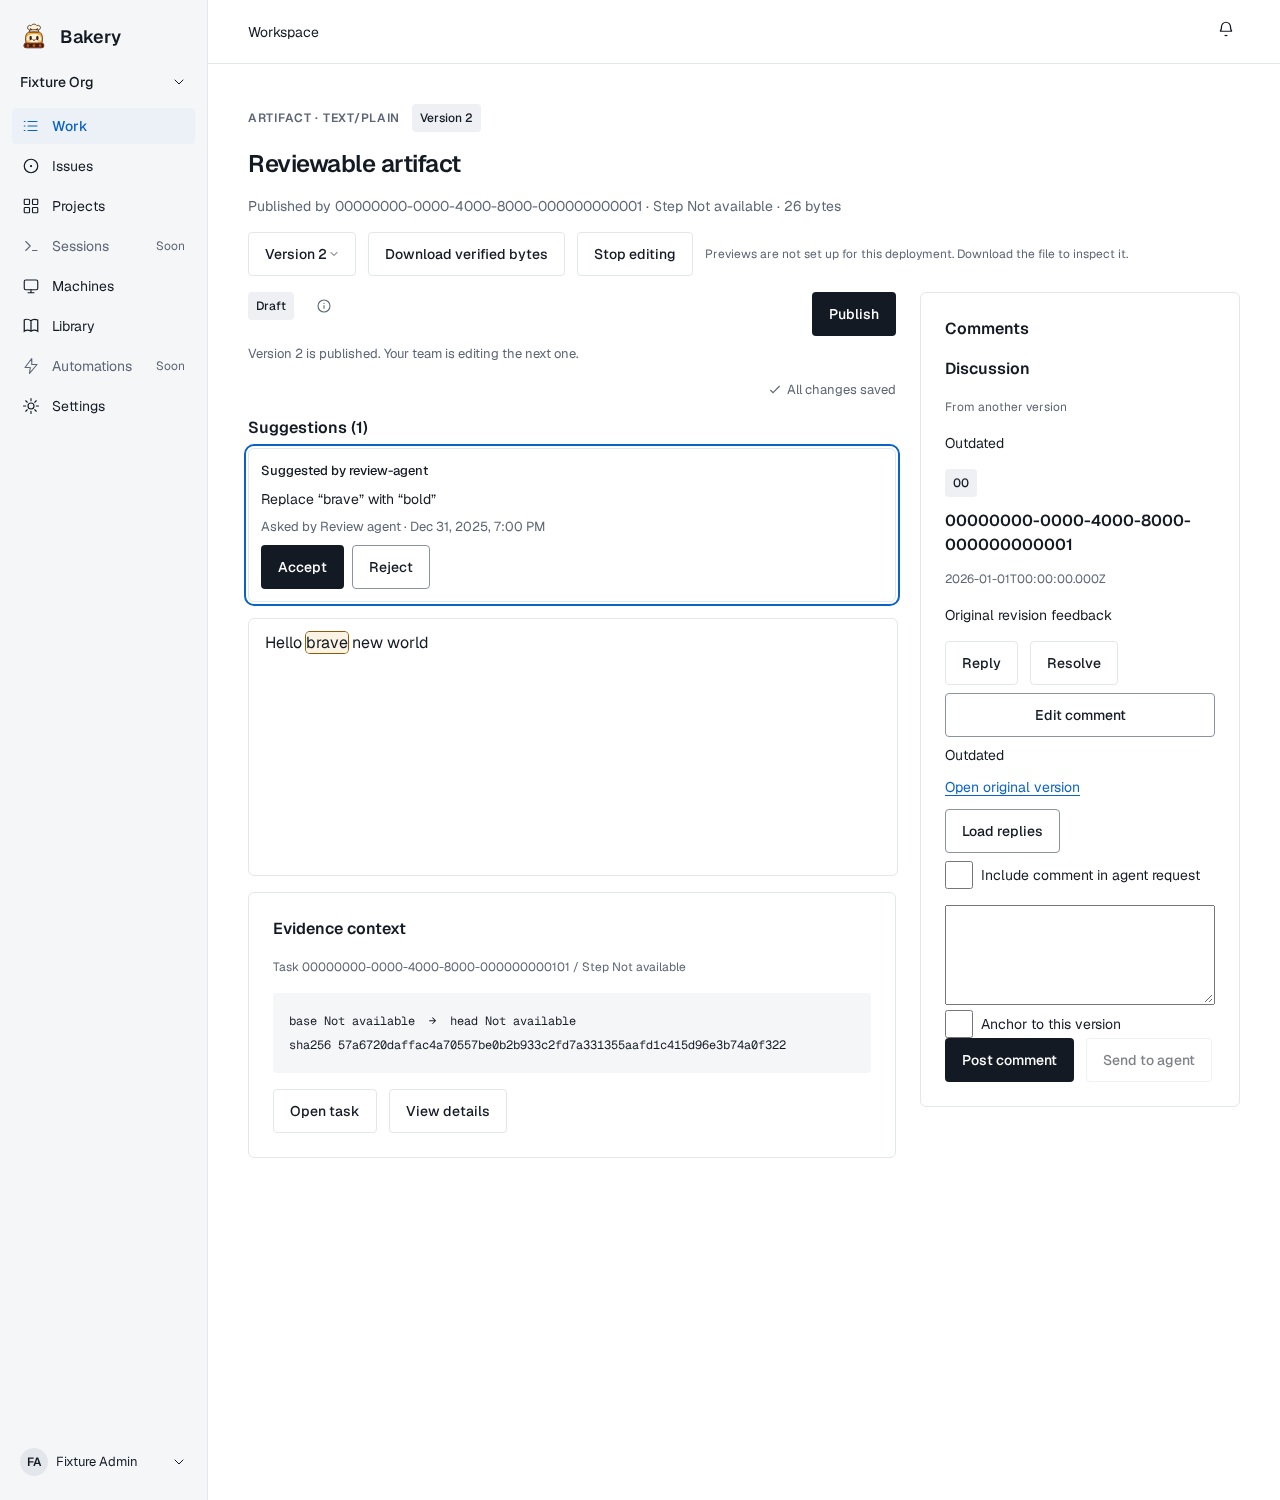 Bakery
Fixture Org
Work
Issues
Projects
Sessions Soon
Machines
Library
Automations Soon
Settings
FA Fixture Admin
Workspace
ARTIFACT · TEXT/PLAIN Version 2
Reviewable artifact
Published by 00000000-0000-4000-8000-000000000001 · Step Not available · 26 bytes
Version 2 Download verified bytes Stop editing Previews are not set up for this deployment. Download the file to inspect it.
Draft Publish
Version 2 is published. Your team is editing the next one.
All changes saved
Suggestions (1)
Suggested by review-agent
Replace “brave” with “bold”
Asked by Review agent · Dec 31, 2025, 7:00 PM
Accept Reject
Hello brave new world
Evidence context
Task 00000000-0000-4000-8000-000000000101 / Step Not available
base Not available → head Not available
sha256 57a6720daffac4a70557be0b2b933c2fd7a331355aafd1c415d96e3b74a0f322
Open task View details
Comments
Discussion
From another version
Outdated
00
00000000-0000-4000-8000-
000000000001
2026-01-01T00:00:00.000Z
Original revision feedback
Reply Resolve
Edit comment
Outdated
Open original version
Load replies
Include comment in agent request
Anchor to this version
Post comment Send to agent